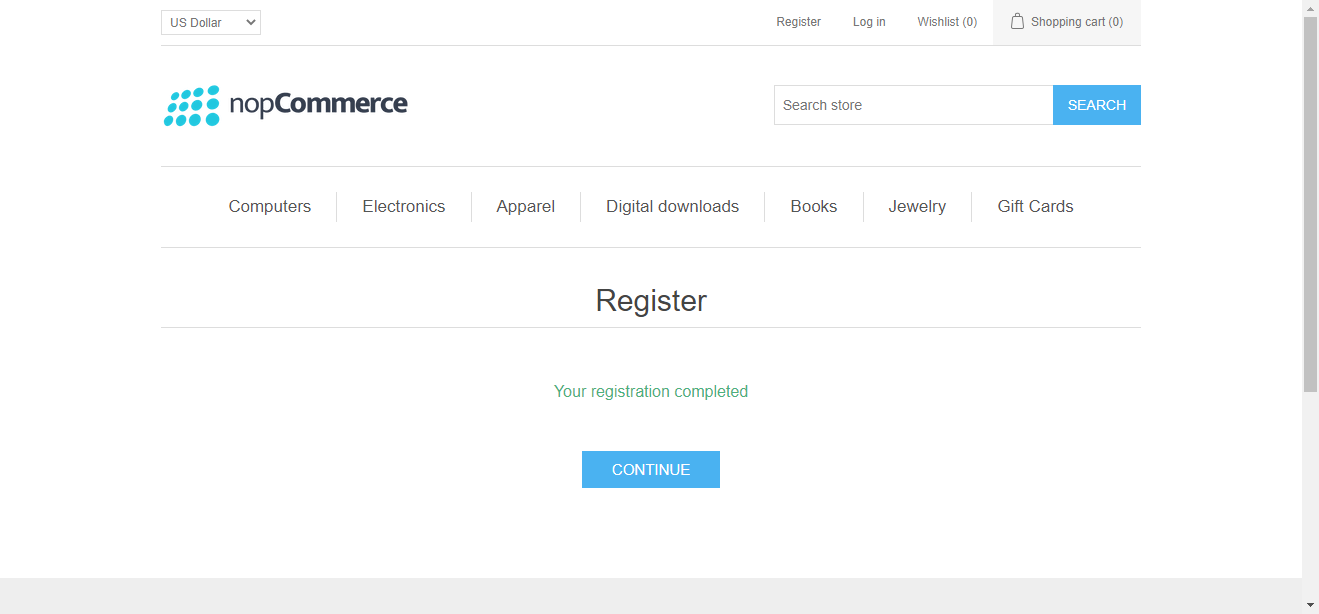 US Dollar
Register
Log in
Wishlist (0)
Shopping cart (0)
nopCommerce
Search store
SEARCH
Computers
Electronics
Apparel
Digital downloads
Books
Jewelry
Gift Cards
Register
Your registration completed
CONTINUE